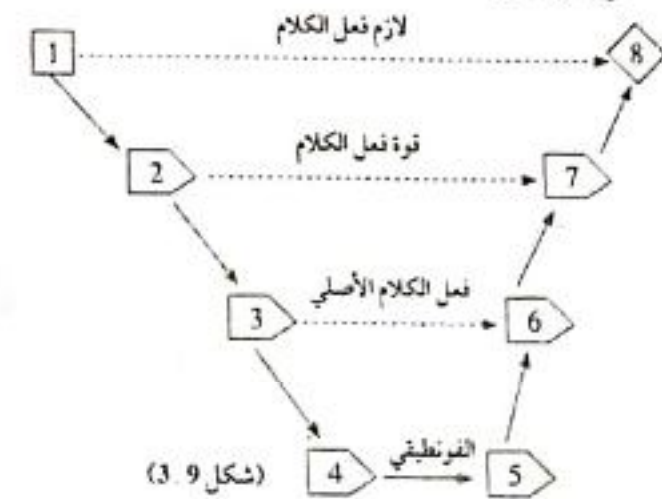 لازم فعل الكلام
1
8
قوة فعل الكلام
2
7
فعل الكلام الأصلي
3
6
الفونطيقي
(شكل 9 . 3)
4
5